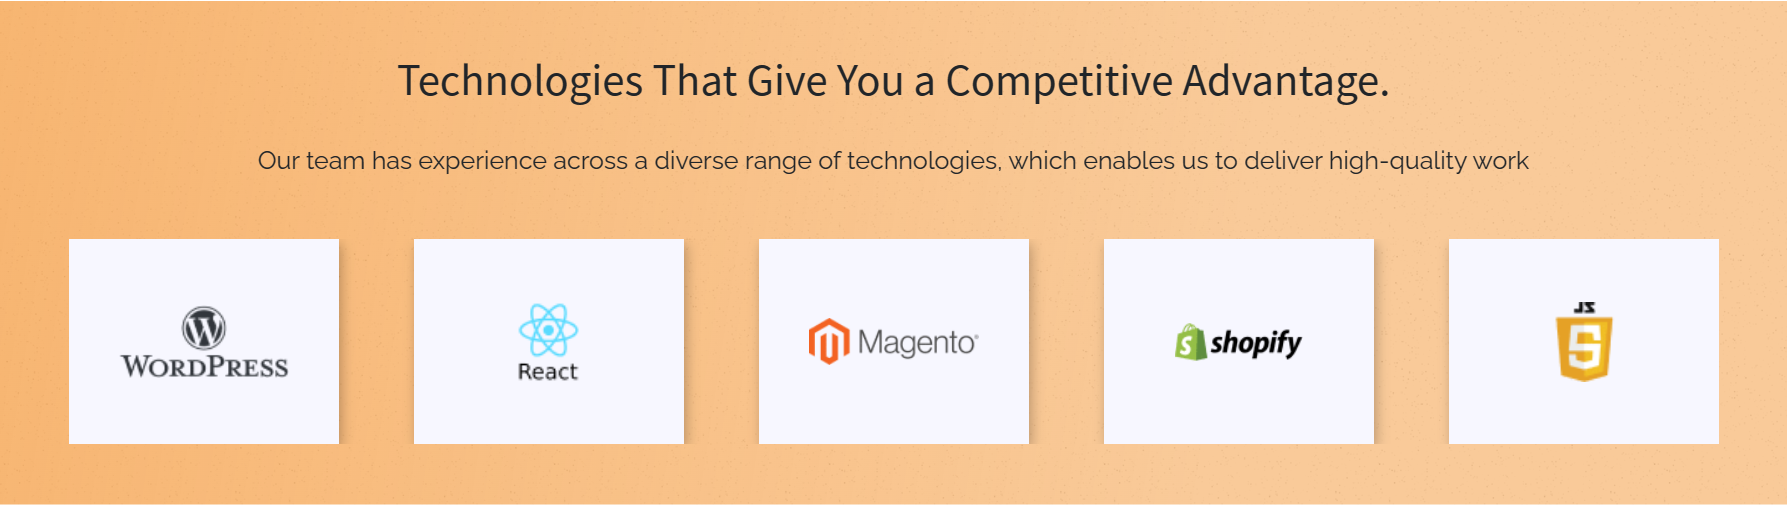 Technologies That Give You a Competitive Advantage.
Our team has experience across a diverse range of technologies, which enables us to deliver high-quality work
WORDPRESS
React
Magento®
shopify
JS